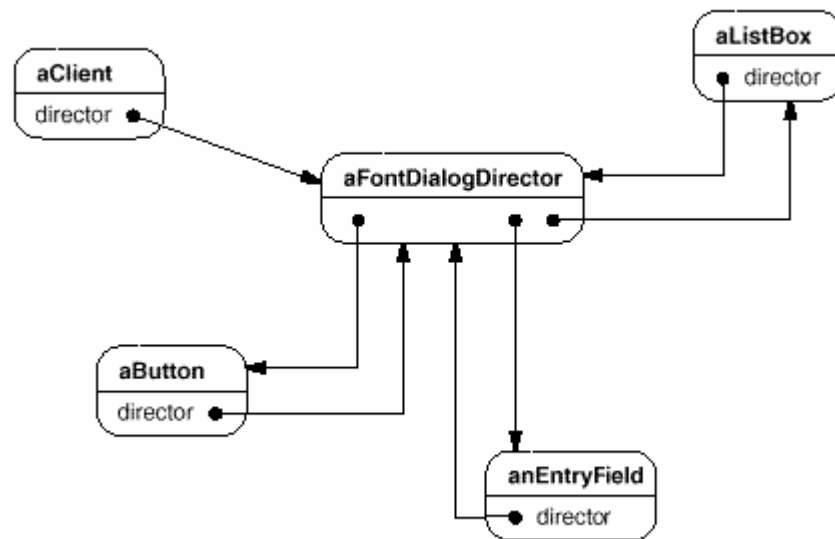 aListBox
director
aClient
director
aFontDialogDirector
aButton
director
anEntryField
director